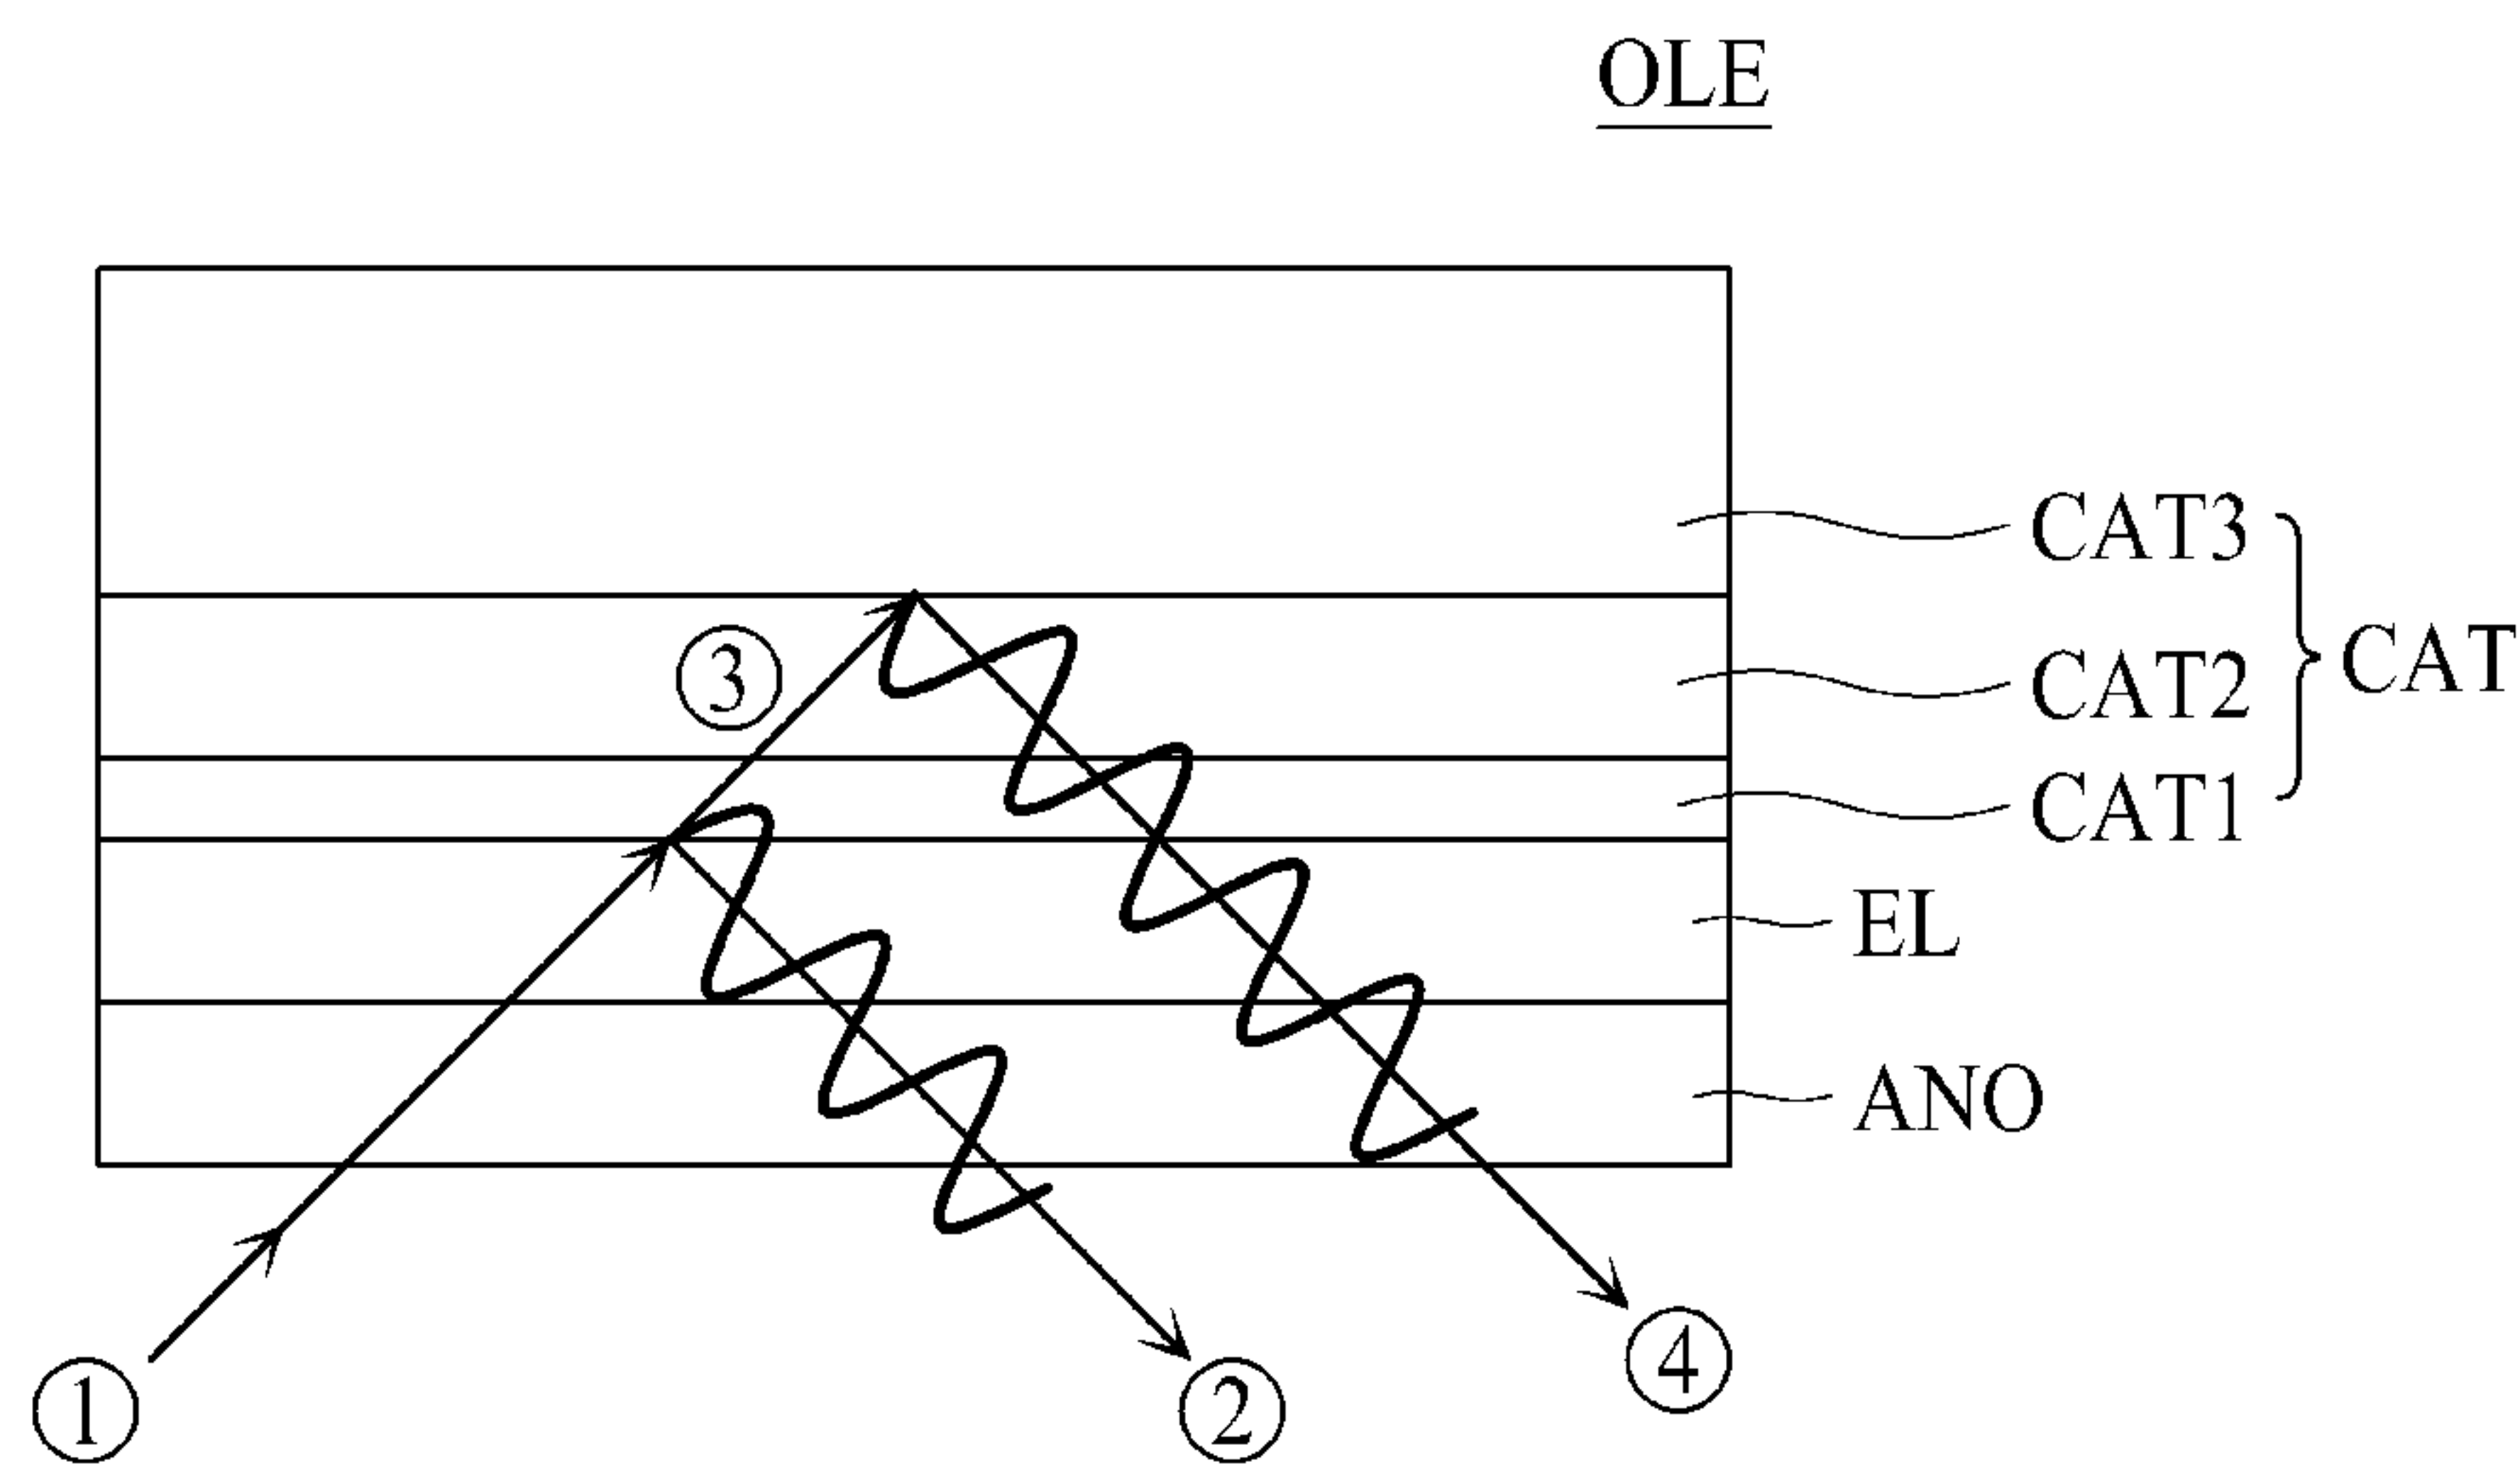 OLE
CAT3
③
CAT2
CAT
CAT1
EL
ANO
④
①
②